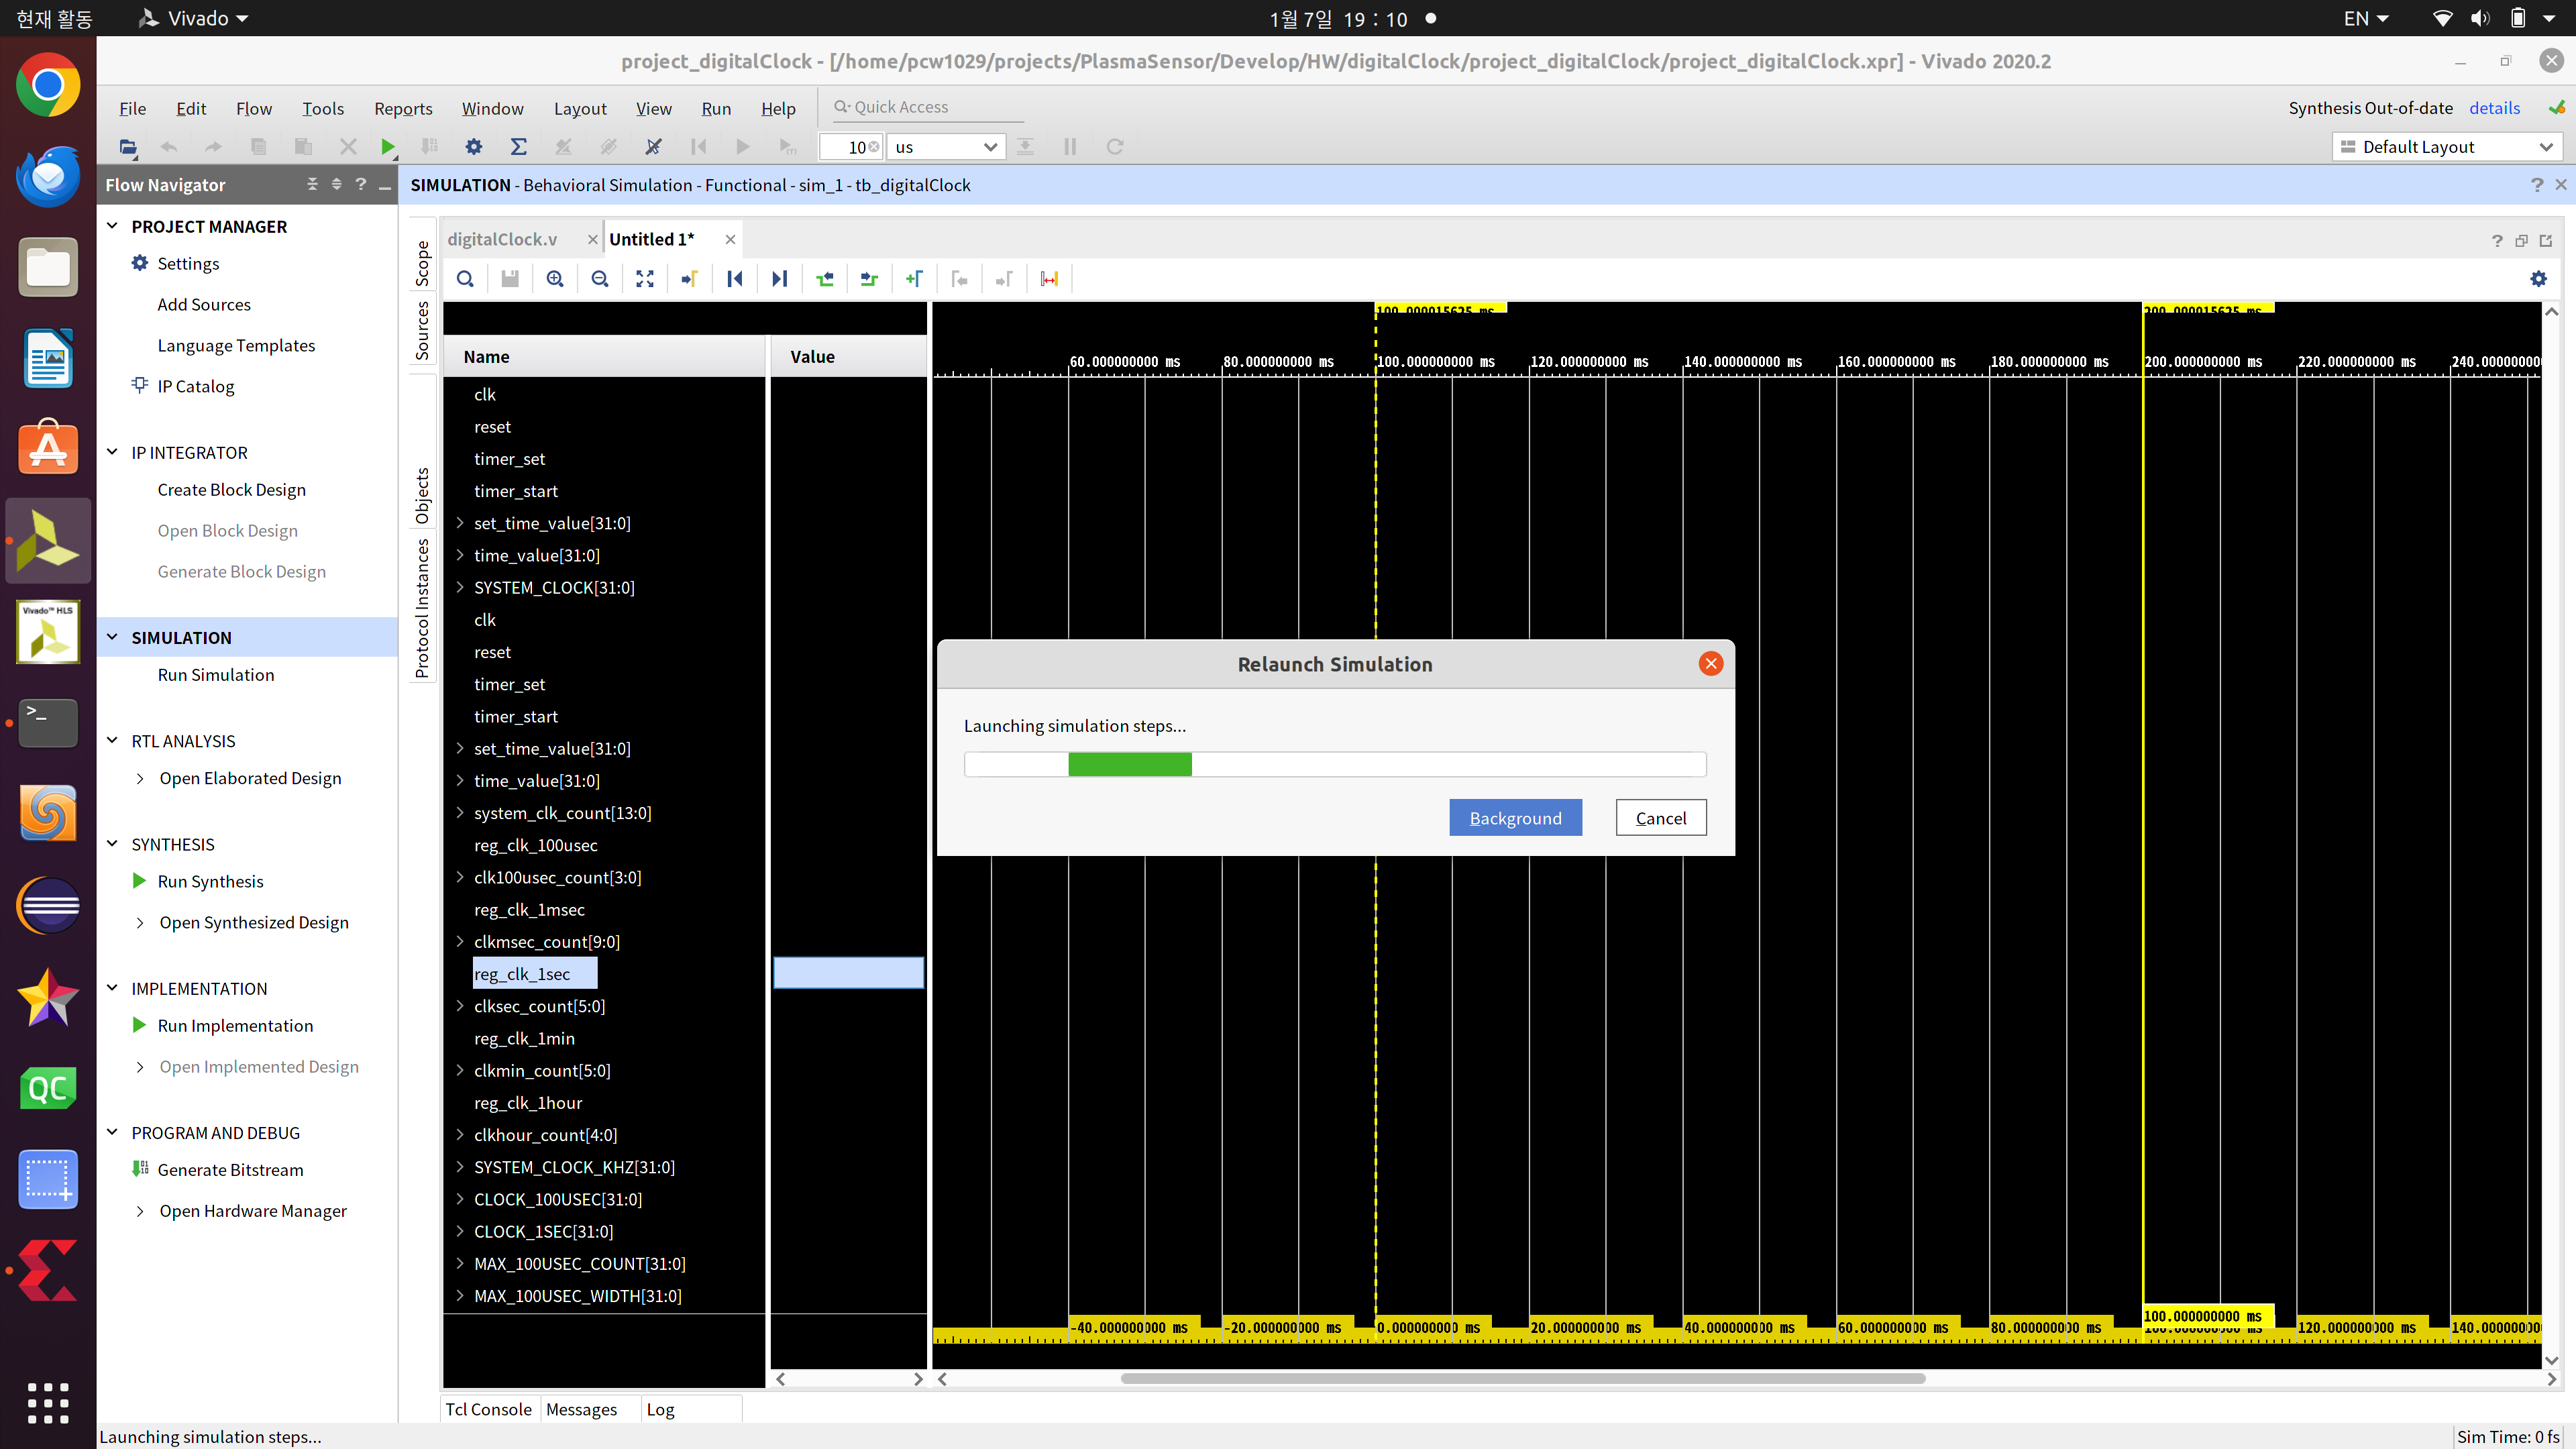 현재 활동
Vivado
1월 7일 19 : 10
EN
project_digitalClock - [/home/pcw1029/projects/PlasmaSensor/Develop/HW/digitalClock/project_digitalClock/project_digitalClock.xpr] - Vivado 2020.2
File Edit Flow Tools Reports Window Layout View Run Help
Quick Access
Synthesis Out-of-date details
10 us
Default Layout
Flow Navigator
SIMULATION - Behavioral Simulation - Functional - sim_1 - tb_digitalClock
PROJECT MANAGER
Settings
Add Sources
Language Templates
IP Catalog
IP INTEGRATOR
Create Block Design
Open Block Design
Generate Block Design
SIMULATION
Run Simulation
RTL ANALYSIS
Open Elaborated Design
SYNTHESIS
Run Synthesis
Open Synthesized Design
IMPLEMENTATION
Run Implementation
Open Implemented Design
PROGRAM AND DEBUG
Generate Bitstream
Open Hardware Manager
Vivado™ HLS
QC
Scope
Sources
Objects
Protocol Instances
digitalClock.v
Untitled 1*
Name Value
clk
reset
timer_set
timer_start
set_time_value[31:0]
time_value[31:0]
SYSTEM_CLOCK[31:0]
clk
reset
timer_set
timer_start
set_time_value[31:0]
time_value[31:0]
system_clk_count[13:0]
reg_clk_100usec
clk100usec_count[3:0]
reg_clk_1msec
clkmsec_count[9:0]
reg_clk_1sec
clksec_count[5:0]
reg_clk_1min
clkmin_count[5:0]
reg_clk_1hour
clkhour_count[4:0]
SYSTEM_CLOCK_KHZ[31:0]
CLOCK_100USEC[31:0]
CLOCK_1SEC[31:0]
MAX_100USEC_COUNT[31:0]
MAX_100USEC_WIDTH[31:0]
100.000015625 ms 200.000015625 ms
60.000000000 ms 80.000000000 ms 100.000000000 ms 120.000000000 ms 140.000000000 ms 160.000000000 ms 180.000000000 ms 200.000000000 ms 220.000000000 ms 240.0000000
Relaunch Simulation
Launching simulation steps...
Background Cancel
100.000000000 ms
-40.000000000 ms -20.000000000 ms 0.000000000 ms 20.000000000 ms 40.000000000 ms 60.000000000 ms 80.000000000 ms 100.000000000 ms 120.000000000 ms 140.0000000
Tcl Console Messages Log
Launching simulation steps...
Sim Time: 0 fs